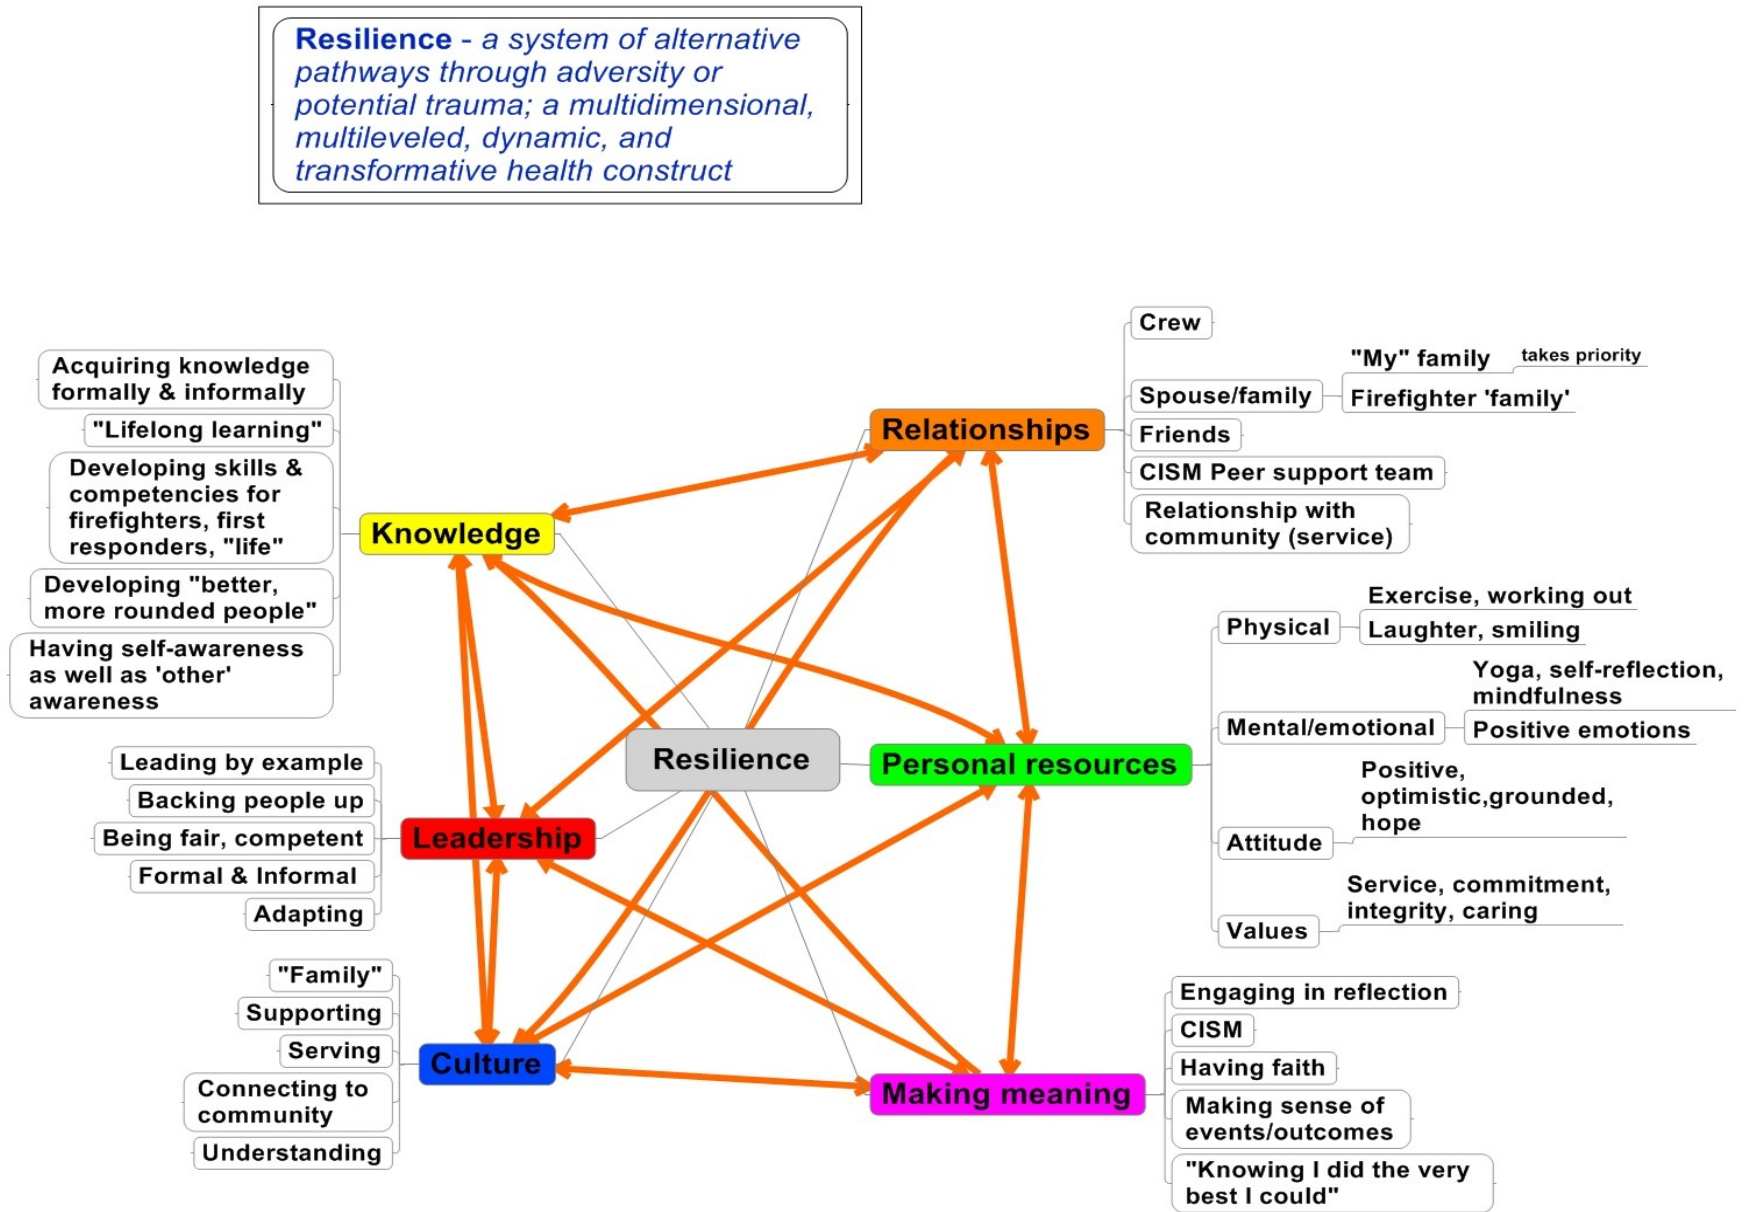 Resilience - a system of alternative
pathways through adversity or
potential trauma; a multidimensional,
multileveled, dynamic, and
transformative health construct
Acquiring knowledge
formally & informally
"Lifelong learning"
Developing skills &
competencies for
firefighters, first
responders, "life"
Developing "better,
more rounded people"
Having self-awareness
as well as 'other'
awareness
Knowledge
Leading by example
Backing people up
Being fair, competent
Formal & Informal
Adapting
Leadership
"Family"
Supporting
Serving
Connecting to
community
Understanding
Culture
Resilience
Relationships
Crew
Spouse/family
"My" family
takes priority
Firefighter 'family'
Friends
CISM Peer support team
Relationship with
community (service)
Personal resources
Physical
Exercise, working out
Laughter, smiling
Mental/emotional
Yoga, self-reflection,
mindfulness
Positive emotions
Attitude
Positive,
optimistic,grounded,
hope
Values
Service, commitment,
integrity, caring
Making meaning
Engaging in reflection
CISM
Having faith
Making sense of
events/outcomes
"Knowing I did the very
best I could"